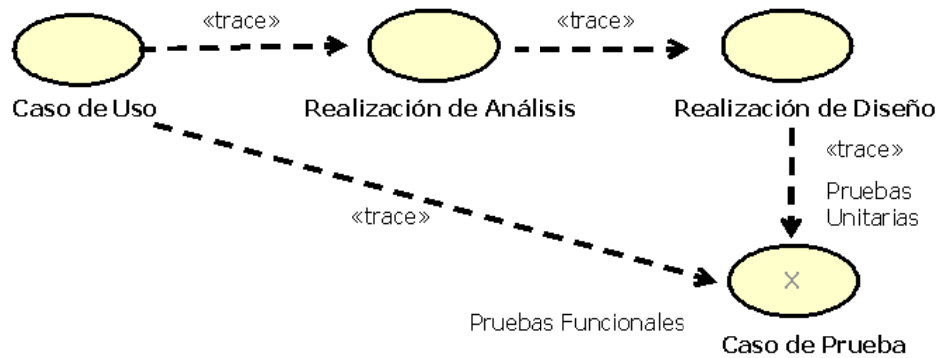 «trace»
«trace»
Caso de Uso
Realización de Análisis
Realización de Diseño
«trace»
Pruebas
Unitarias
«trace»
X
Pruebas Funcionales
Caso de Prueba